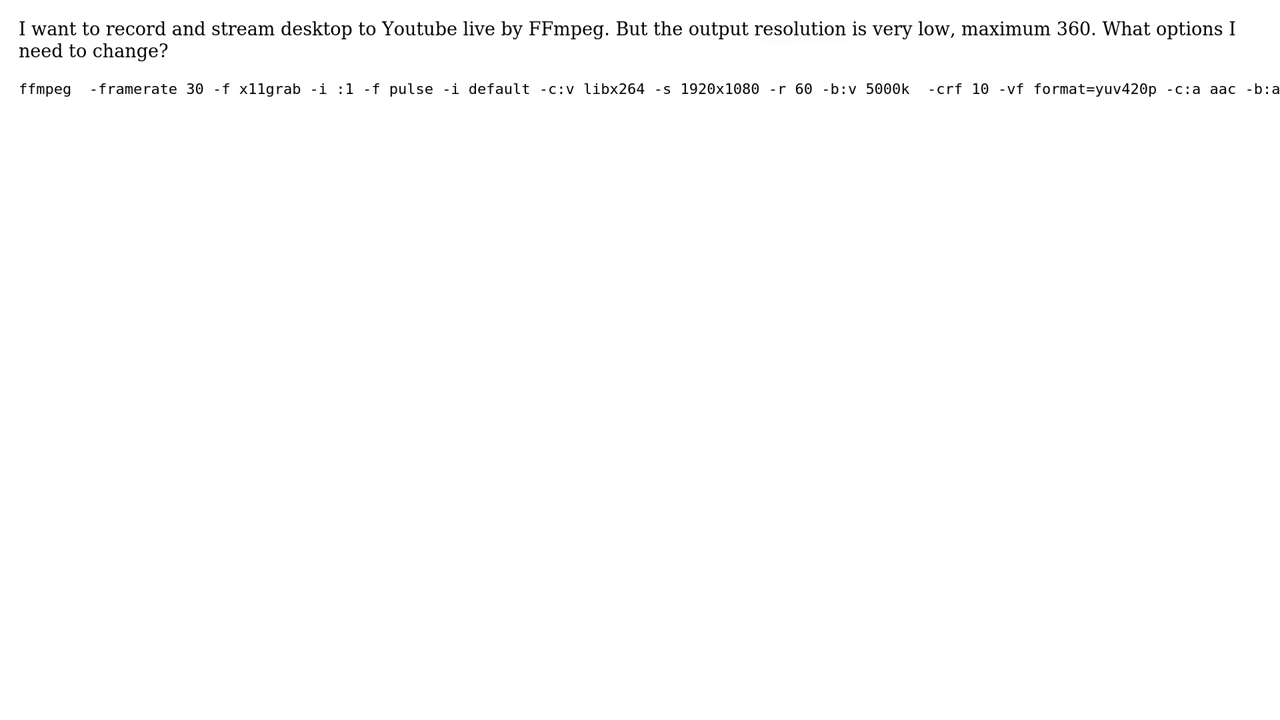 I want to record and stream desktop to Youtube live by FFmpeg. But the output resolution is very low, maximum 360. What options I
need to change?
ffmpeg  -framerate 30 -f x11grab -i :1 -f pulse -i default -c:v libx264 -s 1920x1080 -r 60 -b:v 5000k  -crf 10 -vf format=yuv420p -c:a aac -b:a